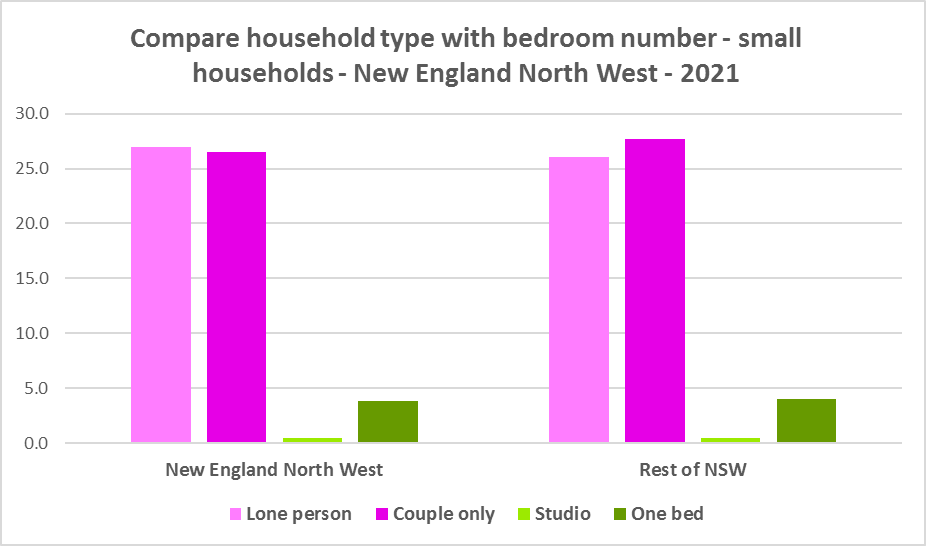 Compare household type with bedroom number - small
households - New England North West - 2021
30.0
25.0
20.0
15.0
10.0
5.0
0.0
New England North West
Rest of NSW
Lone person
Couple only
Studio
One bed